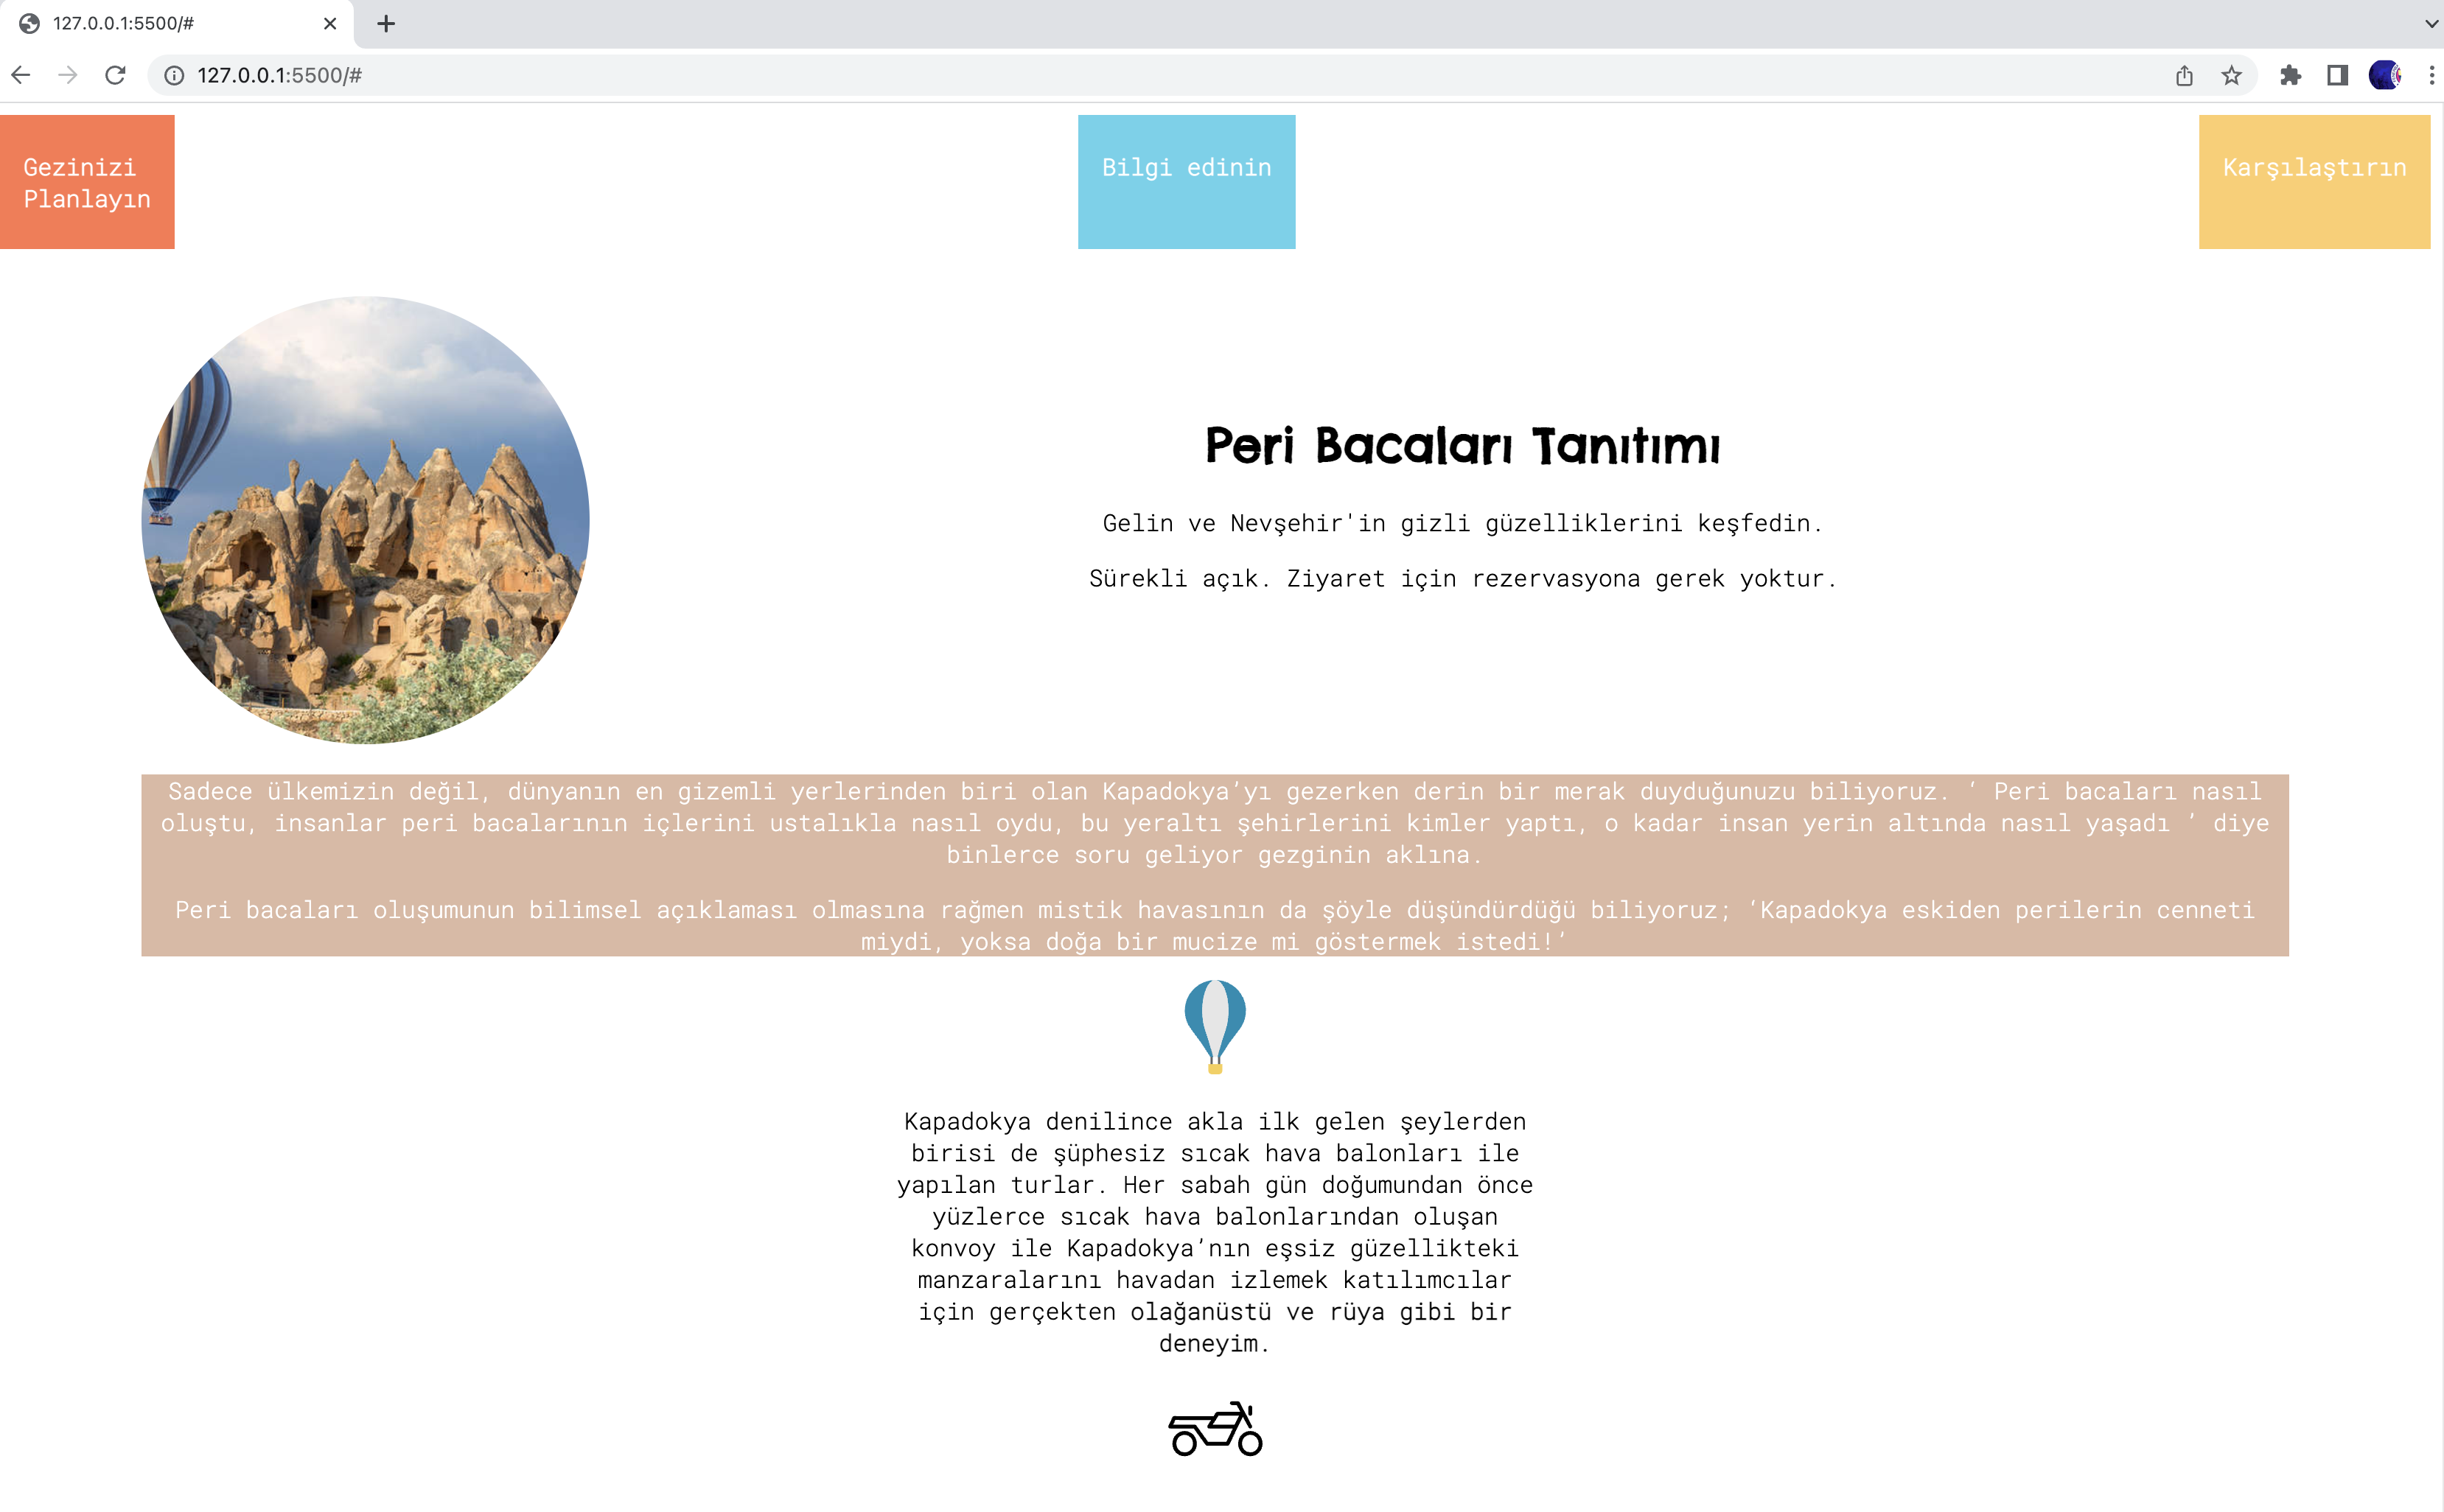 127.0.0.1:5500/#
127.0.0.1:5500/#
Gezinizi
Planlayın
Bilgi edinin
Karşılaştırın
Peri Bacaları Tanıtımı
Gelin ve Nevşehir'in gizli güzelliklerini keşfedin.
Sürekli açık. Ziyaret için rezervasyona gerek yoktur.
Sadece ülkemizin değil, dünyanın en gizemli yerlerinden biri olan Kapadokya’yı gezerken derin bir merak duyduğunuzu biliyoruz. ‘ Peri bacaları nasıl
oluştu, insanlar peri bacalarının içlerini ustalıkla nasıl oydu, bu yeraltı şehirlerini kimler yaptı, o kadar insan yerin altında nasıl yaşadı ’ diye
binlerce soru geliyor gezginin aklına.
Peri bacaları oluşumunun bilimsel açıklaması olmasına rağmen mistik havasının da şöyle düşündürdüğü biliyoruz; ‘Kapadokya eskiden perilerin cenneti
miydi, yoksa doğa bir mucize mi göstermek istedi!’
Kapadokya denilince akla ilk gelen şeylerden
birisi de şüphesiz sıcak hava balonları ile
yapılan turlar. Her sabah gün doğumundan önce
yüzlerce sıcak hava balonlarından oluşan
konvoy ile Kapadokya’nın eşsiz güzellikteki
manzaralarını havadan izlemek katılımcılar
için gerçekten olağanüstü ve rüya gibi bir
deneyim.